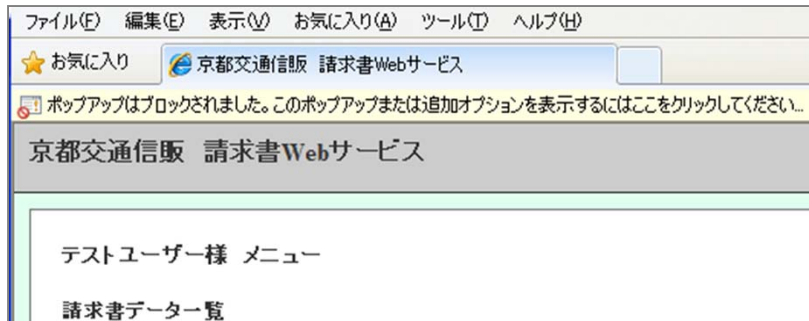 ファイル(F) 編集(E) 表示(V) お気に入り(A) ツール(T) ヘルプ(H)
お気に入り 京都交通信販 請求書Webサービス
ポップアップはブロックされました。このポップアップまたは追加オプションを表示するにはここをクリックしてください...
京都交通信販 請求書Webサービス
テストユーザー様 メニュー
請求書データ一覧